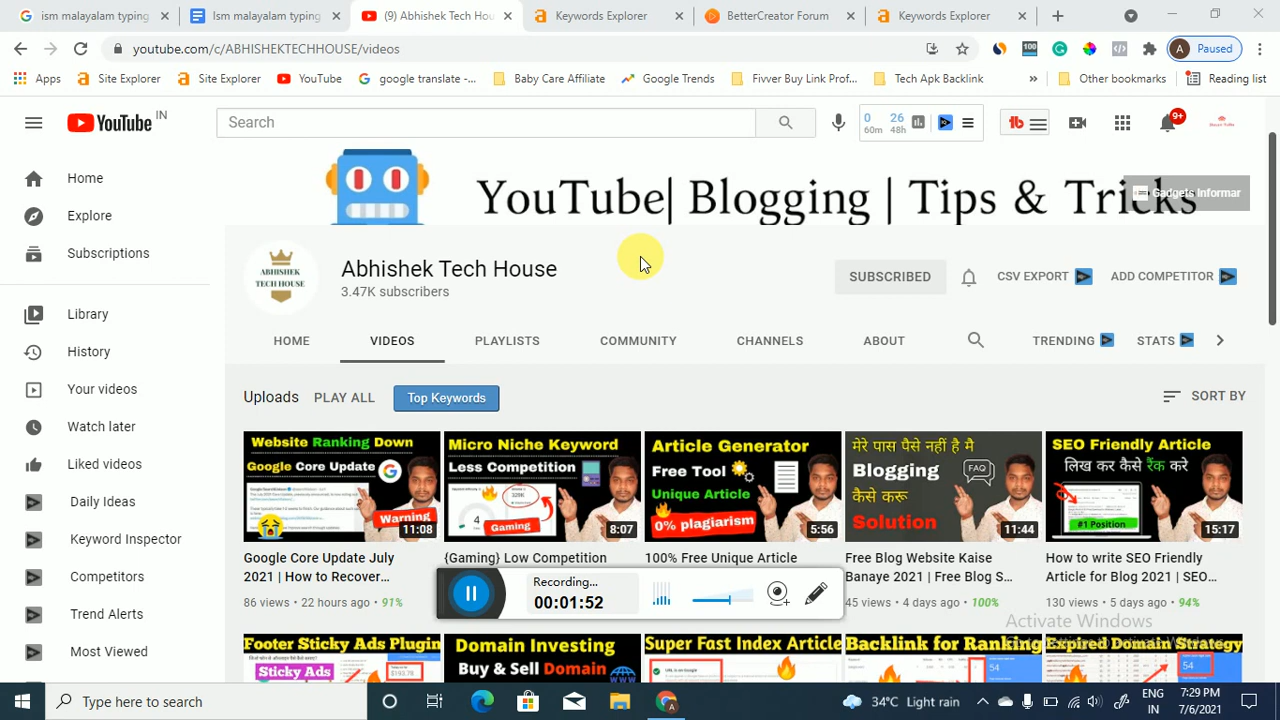 ism malayalam typing
Ism malayalam typing
(9) Abhishek Tech Hou
Keywords Explorer
BetterCreator Forum
Keywords Explorer
youtube.com/c/ABHISHEKTECHHOUSE/videos
100
A Paused
Apps
Site Explorer
Site Explorer
YouTube
google translate -...
Baby Care Affiliate
Google Trends
Fivver Buy Link Prof...
Tech Apk Backlink
»
Other bookmarks
Reading list
YouTube IN
Search
0 26
60m 48h
tb
9+
YouTube| Blogging | Tips & Tricks
Gadgets Informar
Home
Explore
Subscriptions
Library
History
Your videos
Watch later
Liked videos
Daily Ideas
Keyword Inspector
Competitors
Trend Alerts
Most Viewed
ABHISHEK
TECH HOUSE
Abhishek Tech House
3.47K subscribers
SUBSCRIBED
CSV EXPORT
ADD COMPETITOR
HOME
VIDEOS
PLAYLISTS
COMMUNITY
CHANNELS
ABOUT
TRENDING
STATS
Uploads
PLAY ALL
Top Keywords
SORT BY
Website Ranking Down
Google Core Update
11:08
Google Core Update July
2021 | How to Recover...
86 views • 22 hours ago 91%
Micro Niche Keyword
Less Competition
Gaming
8:07
{Gaming} Low Competition
Article Generator
Free Tool
Unique Article
0% plagiarism
5:56
100% Free Unique Article
मेरे पास पैसे नहीं है मै
Blogging
FAQ
कैसे करू
Solution
11:44
Free Blog Website Kaise
Banaye 2021 | Free Blog S...
45 views • 4 days ago 100%
SEO Friendly Article
लिख कर कैसे रैंक करे
#1 Position
15:17
How to write SEO Friendly
Article for Blog 2021 | SEO...
130 views • 5 days ago 94%
Recording...
00:01:52
Activate Windows
Footer Sticky Ads Plugin
Sticky Ads
Domain Investing
Buy & Sell Domain
Super Fast Index Article
Backlink for Ranking
54
Expired
54
Type here to search
34°C Light rain
ENG
IN
7:29 PM
7/6/2021